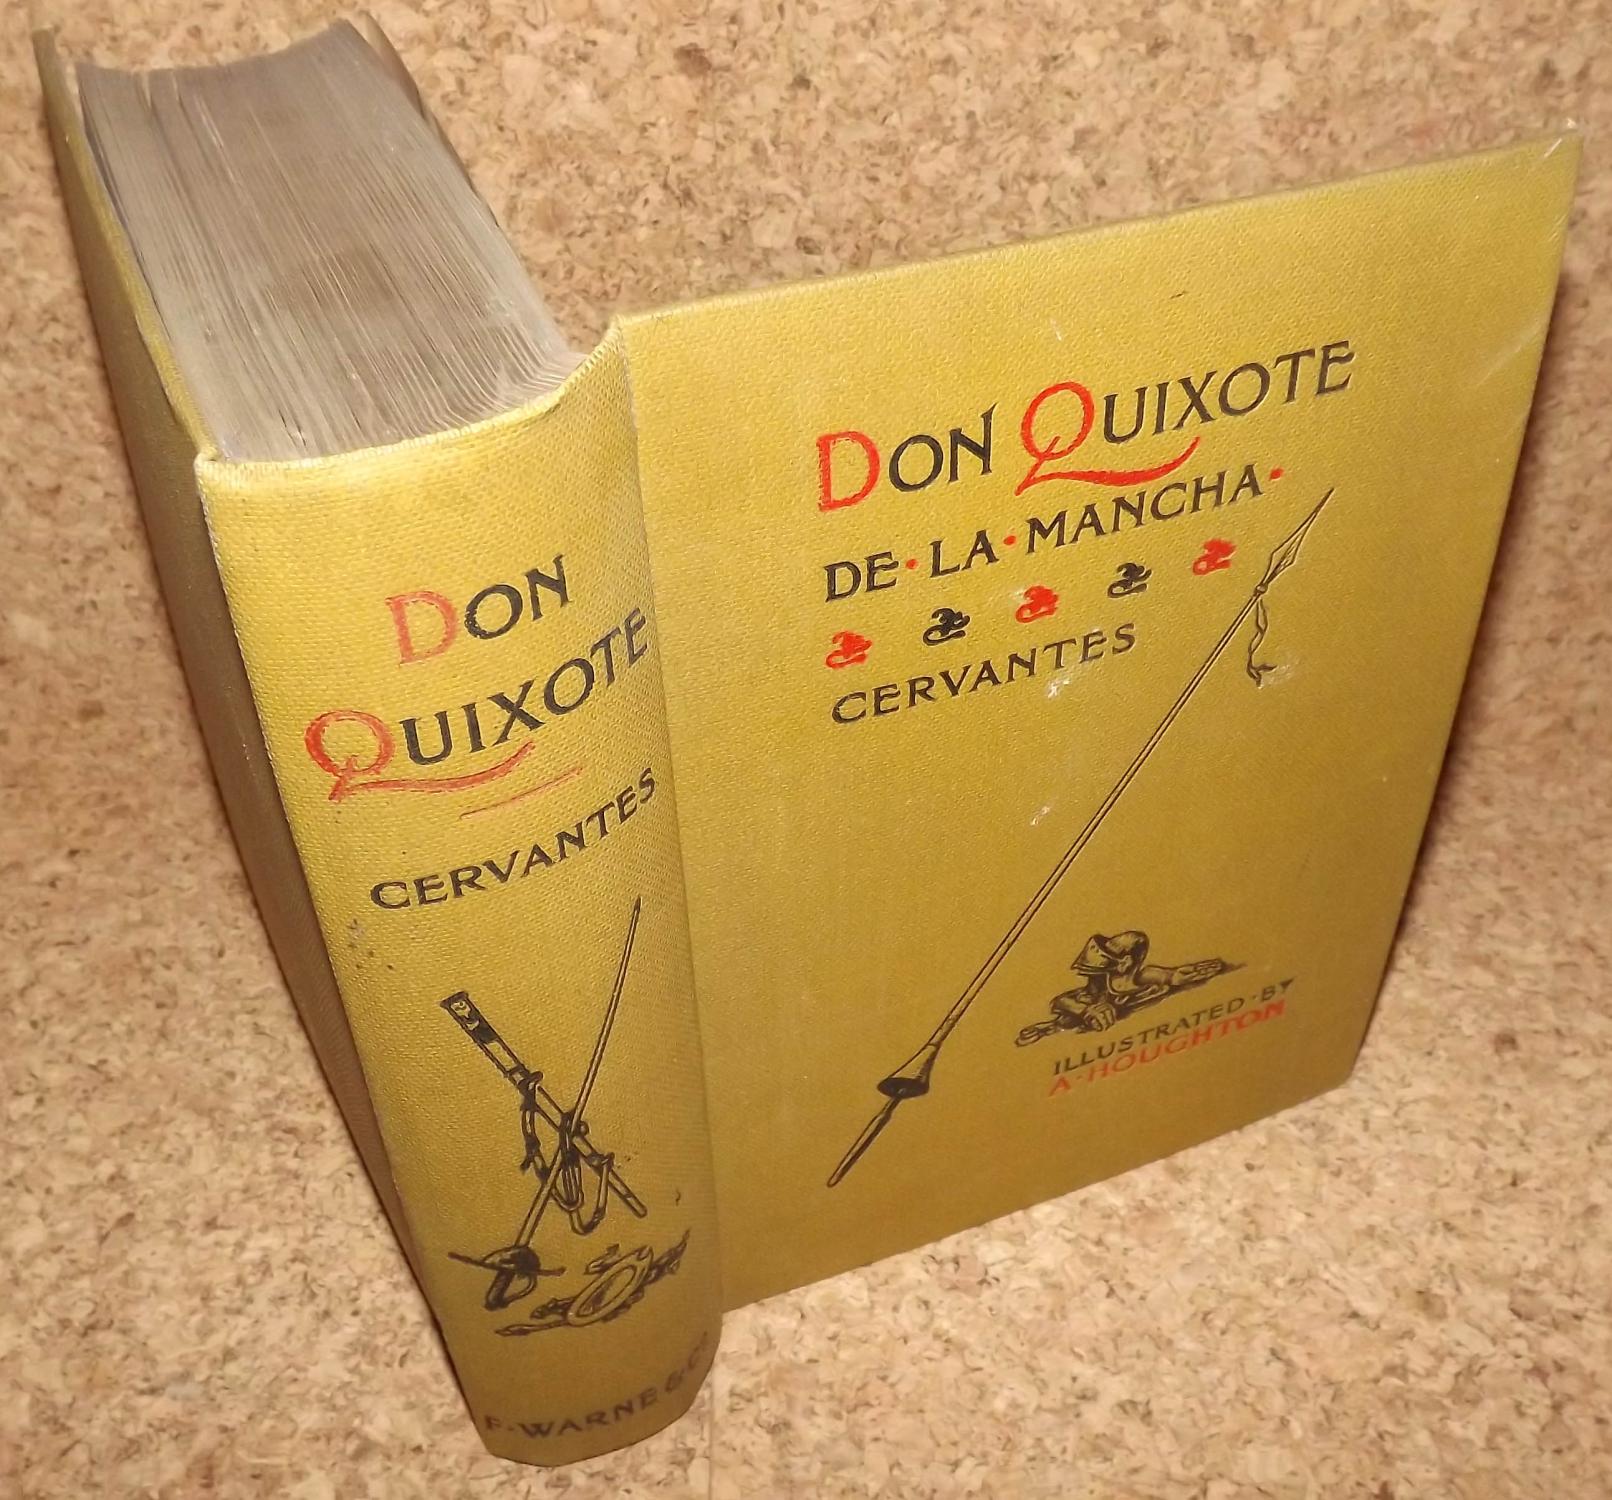 DON
QUIXOTE
CERVANTES
F. WARNE & Co
DON QUIXOTE
DE·LA·MANCHA·
CERVANTES
ILLUSTRATED·BY
A·HOUGHTON